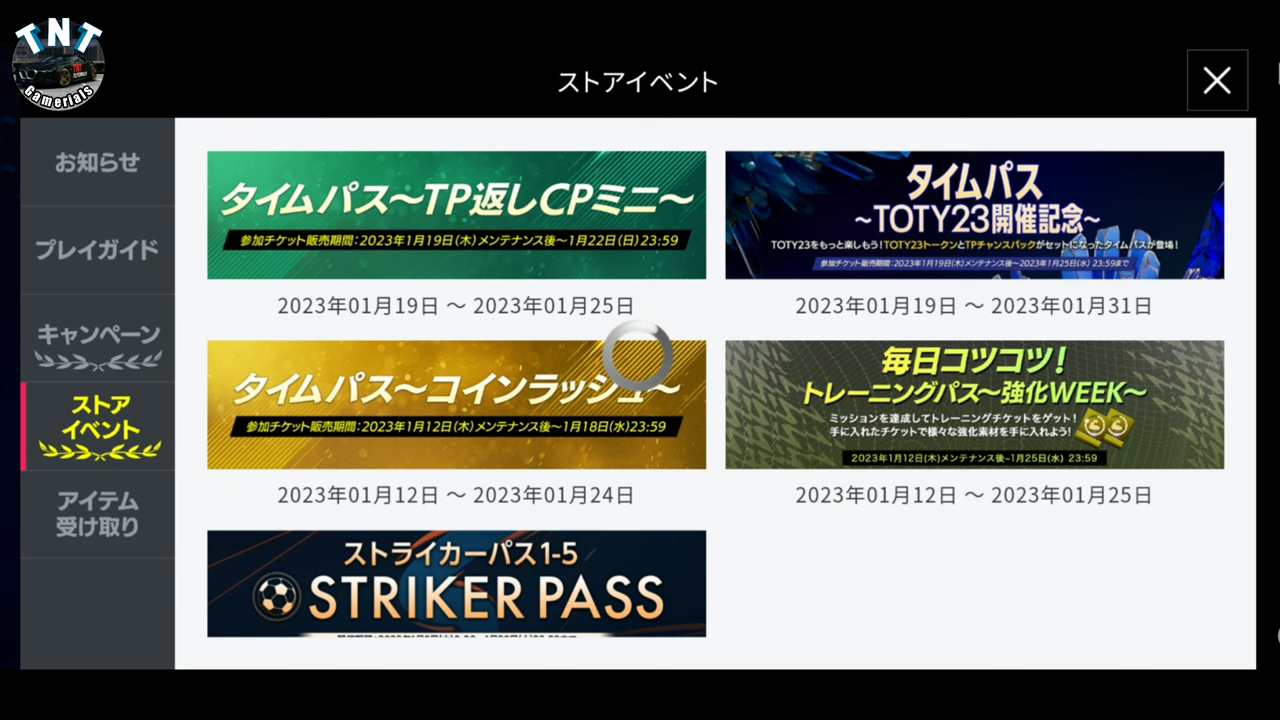 TNT
Gamerials
ストアイベント
お知らせ
プレイガイド
キャンペーン
ストア
イベント
アイテム
受け取り
タイムパス～TP返しCPミニ～
参加チケット販売期間：2023年1月19日(木)メンテナンス後～1月22日(日)23:59
2023年01月19日 ～ 2023年01月25日
タイムパス
～TOTY23開催記念～
TOTY23をもっと楽しもう！TOTY23トークンとTPチャンスパックがセットになったタイムパスが登場！
参加チケット販売期間：2023年1月19日(木)メンテナンス後～2023年1月25日(水) 23:59まで
2023年01月19日 ～ 2023年01月31日
タイムパス～コインラッシュ～
参加チケット販売期間：2023年1月12日(木)メンテナンス後～1月18日(水)23:59
2023年01月12日 ～ 2023年01月24日
毎日コツコツ！
トレーニングパス～強化WEEK～
ミッションを達成してトレーニングチケットをゲット！
手に入れたチケットで様々な強化素材を手に入れよう！
2023年1月12日(木)メンテナンス後~1月25日(水) 23:59
2023年01月12日 ～ 2023年01月25日
ストライカーパス1-5
STRIKER PASS